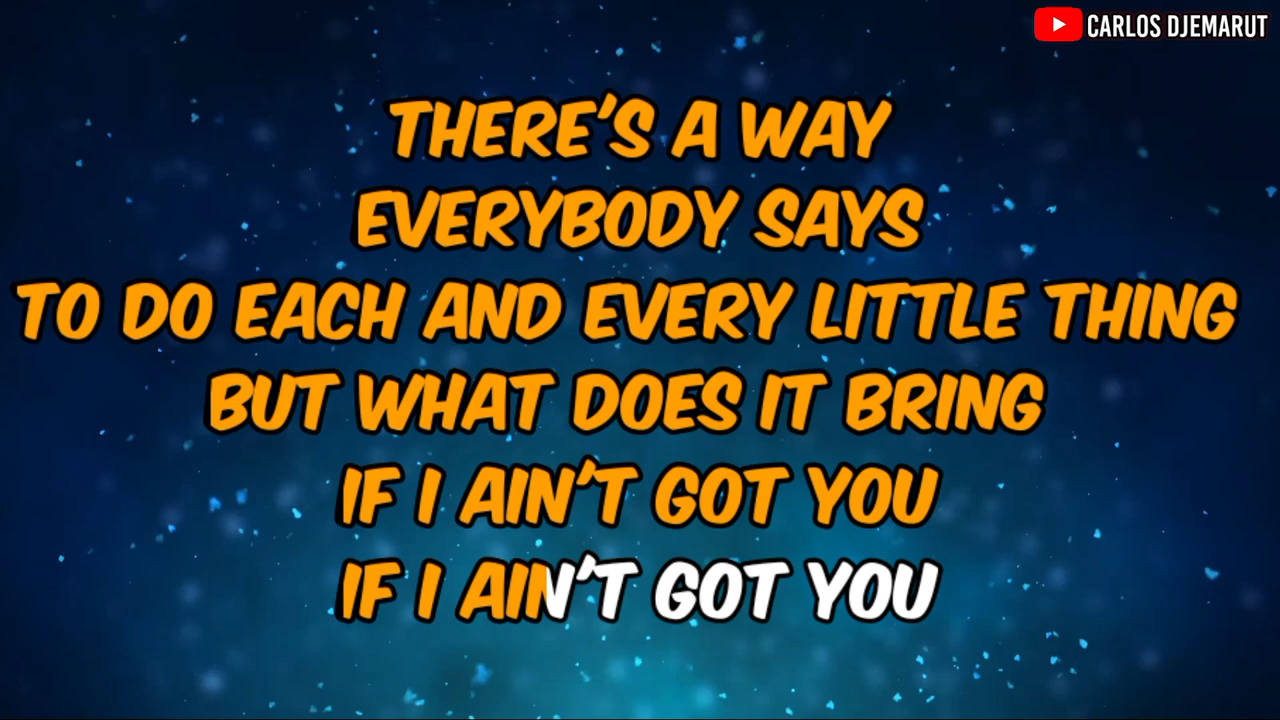 CARLOS DJEMARUT
THERE'S A WAY
EVERYBODY SAYS
TO DO EACH AND EVERY LITTLE THING
BUT WHAT DOES IT BRING
IF I AIN'T GOT YOU
IF I AIN'T GOT YOU